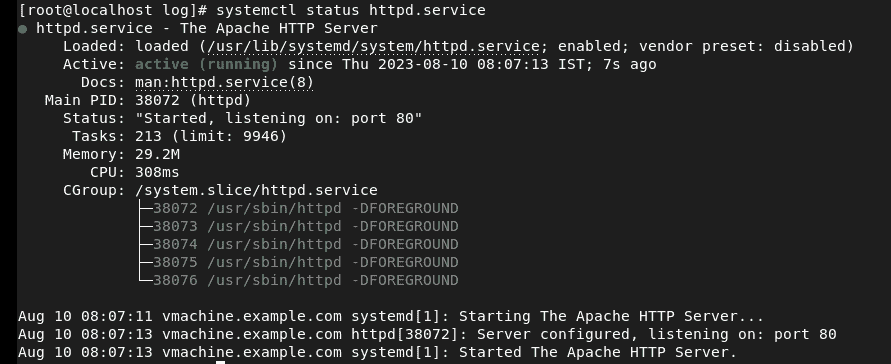 [root@localhost log]# systemctl status httpd.service
● httpd.service - The Apache HTTP Server
Loaded: loaded (/usr/lib/systemd/system/httpd.service; enabled; vendor preset: disabled)
Active: active (running) since Thu 2023-08-10 08:07:13 IST; 7s ago
Docs: man:httpd.service(8)
Main PID: 38072 (httpd)
Status: "Started, listening on: port 80"
Tasks: 213 (limit: 9946)
Memory: 29.2M
CPU: 308ms
CGroup: /system.slice/httpd.service
├─38072 /usr/sbin/httpd -DFOREGROUND
├─38073 /usr/sbin/httpd -DFOREGROUND
├─38074 /usr/sbin/httpd -DFOREGROUND
├─38075 /usr/sbin/httpd -DFOREGROUND
└─38076 /usr/sbin/httpd -DFOREGROUND
Aug 10 08:07:11 vmachine.example.com systemd[1]: Starting The Apache HTTP Server...
Aug 10 08:07:13 vmachine.example.com httpd[38072]: Server configured, listening on: port 80
Aug 10 08:07:13 vmachine.example.com systemd[1]: Started The Apache HTTP Server.